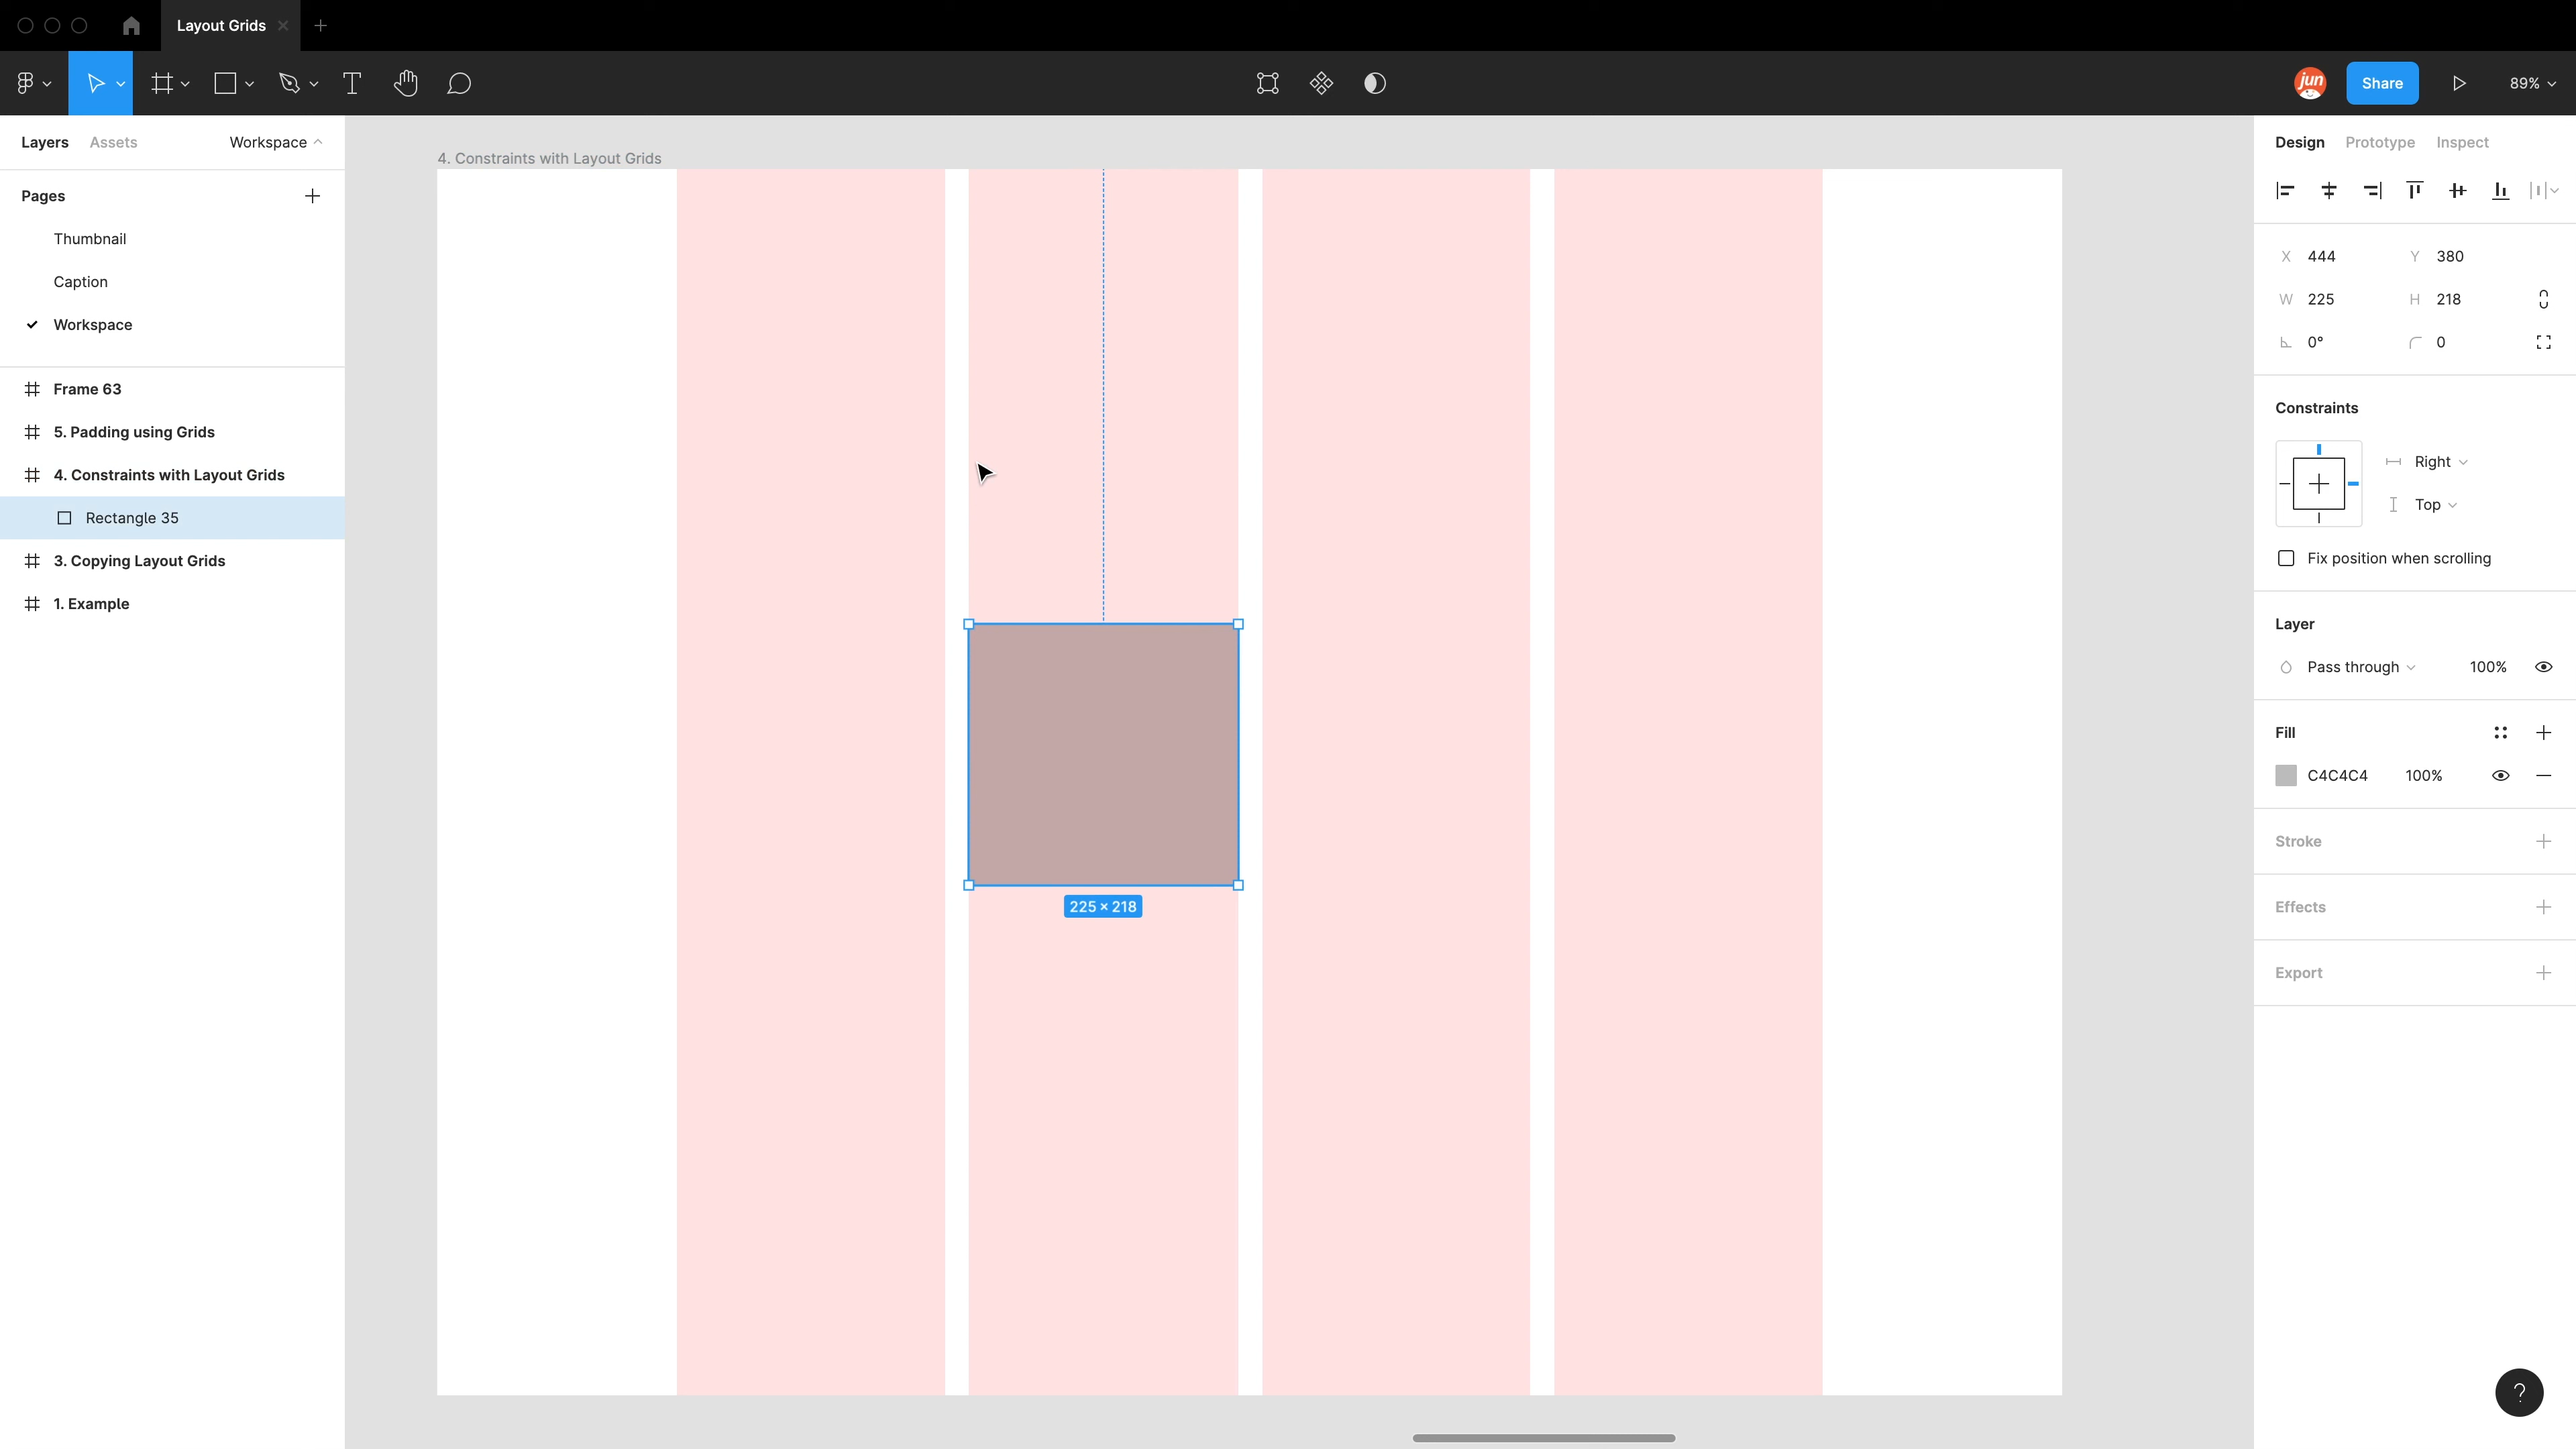 Layout Grids
jun
Share
89%
Layers
Assets
Workspace
Pages
Thumbnail
Caption
Workspace
Frame 63
5. Padding using Grids
4. Constraints with Layout Grids
Rectangle 35
3. Copying Layout Grids
1. Example
4. Constraints with Layout Grids
225 × 218
Design
Prototype
Inspect
X 444
Y 380
W 225
H 218
0°
0
Constraints
Right
Top
Fix position when scrolling
Layer
Pass through
100%
Fill
C4C4C4
100%
Stroke
Effects
Export
?